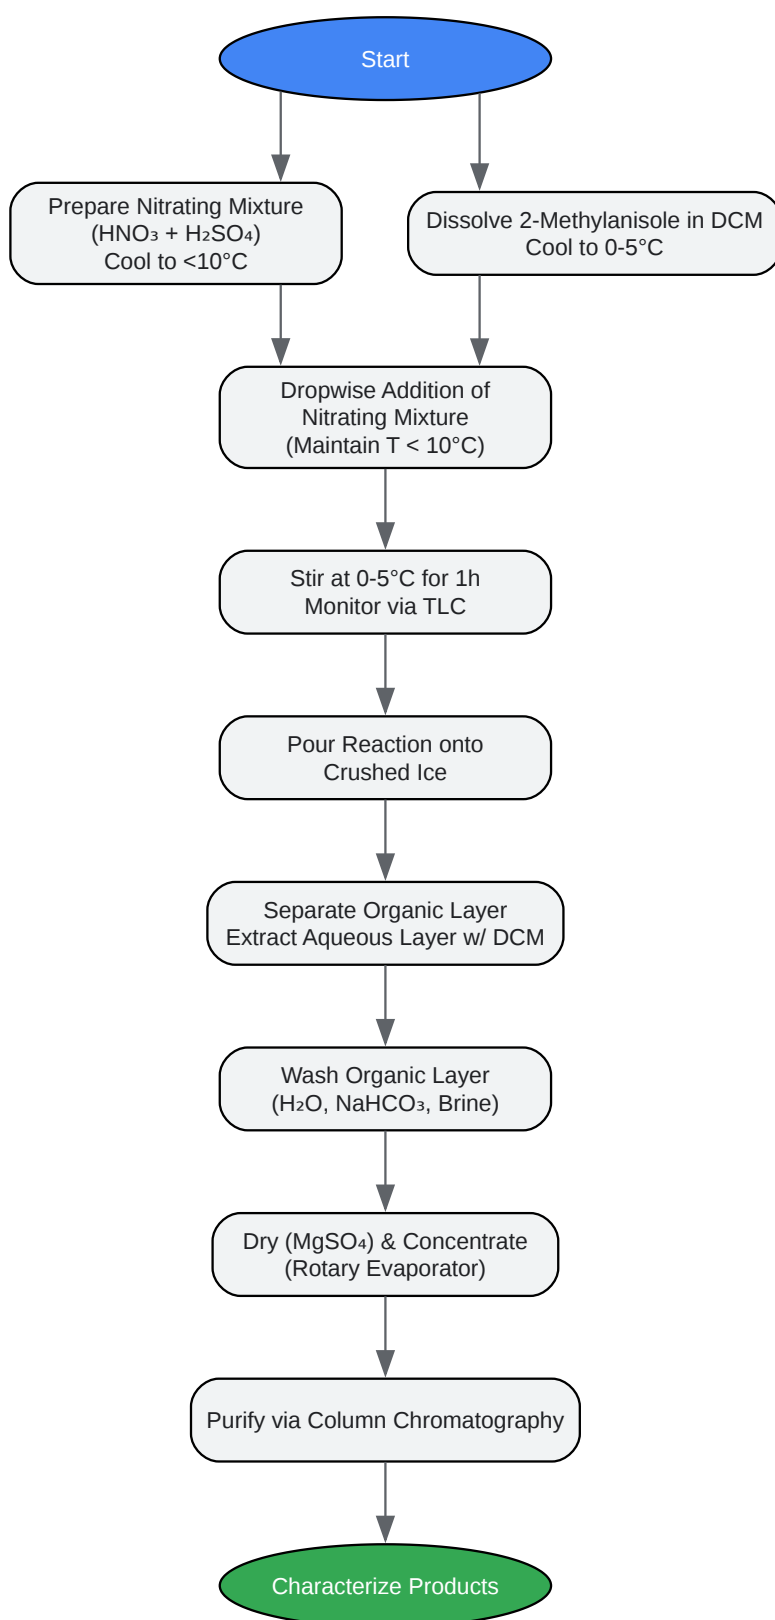 Start
Prepare Nitrating Mixture
(HNO₃ + H₂SO₄)
Cool to <10°C
Dissolve 2-Methylanisole in DCM
Cool to 0-5°C
Dropwise Addition of
Nitrating Mixture
(Maintain T < 10°C)
Stir at 0-5°C for 1h
Monitor via TLC
Pour Reaction onto
Crushed Ice
Separate Organic Layer
Extract Aqueous Layer w/ DCM
Wash Organic Layer
(H₂O, NaHCO₃, Brine)
Dry (MgSO₄) & Concentrate
(Rotary Evaporator)
Purify via Column Chromatography
Characterize Products